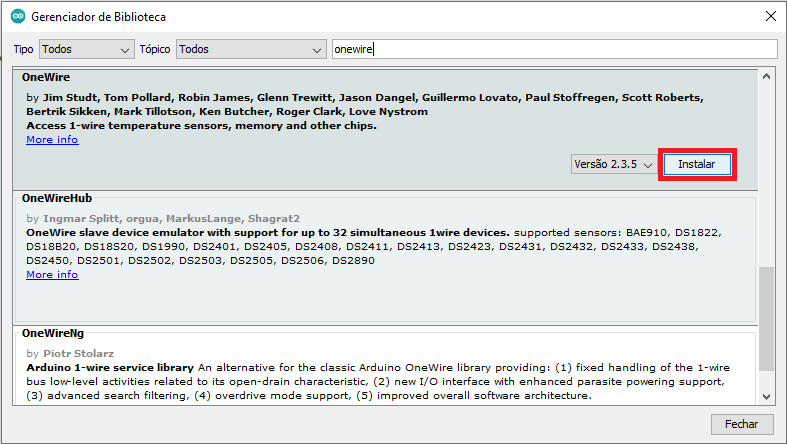 Gerenciador de Biblioteca
Tipo Todos Tópico Todos onewire
OneWire
by Jim Studt, Tom Pollard, Robin James, Glenn Trewitt, Jason Dangel, Guillermo Lovato, Paul Stoffregen, Scott Roberts,
Bertrik Sikken, Mark Tillotson, Ken Butcher, Roger Clark, Love Nystrom
Access 1-wire temperature sensors, memory and other chips.
More info
Versão 2.3.5 Instalar
OneWireHub
by Ingmar Splitt, orgua, MarkusLange, Shagrat2
OneWire slave device emulator with support for up to 32 simultaneous 1wire devices. supported sensors: BAE910, DS1822,
DS18B20, DS18S20, DS1990, DS2401, DS2405, DS2408, DS2411, DS2413, DS2423, DS2431, DS2432, DS2433, DS2438,
DS2450, DS2501, DS2502, DS2503, DS2505, DS2506, DS2890
More info
OneWireNg
by Piotr Stolarz
Arduino 1-wire service library An alternative for the classic Arduino OneWire library providing: (1) fixed handling of the 1-wire
bus low-level activities related to its open-drain characteristic, (2) new I/O interface with enhanced parasite powering support,
(3) advanced search filtering, (4) overdrive mode support, (5) improved overall software architecture.
Fechar